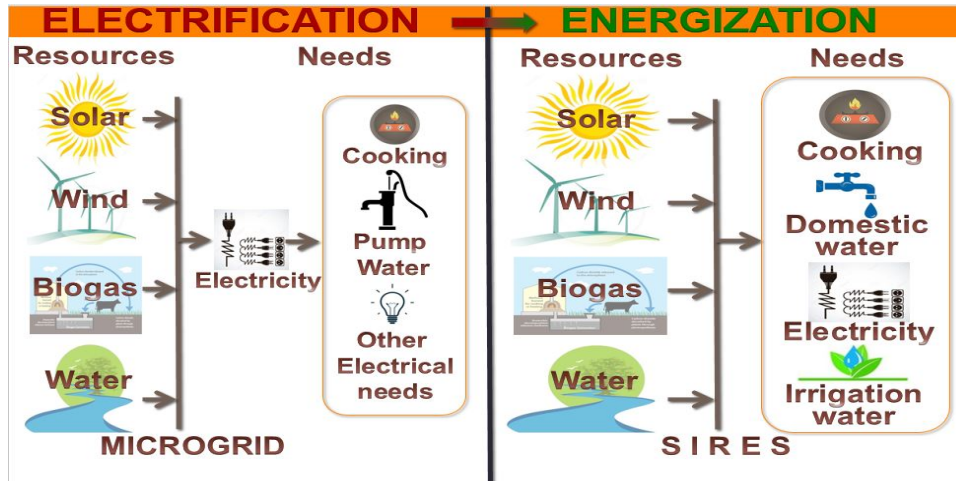 ELECTRIFICATION
ENERGIZATION
Resources
Needs
Solar
Wind
Biogas
Water
Electricity
Cooking
Pump
Water
Other
Electrical
needs
MICROGRID
Resources
Needs
Solar
Wind
Biogas
Water
Cooking
Domestic
water
Electricity
Irrigation
water
S I R E S